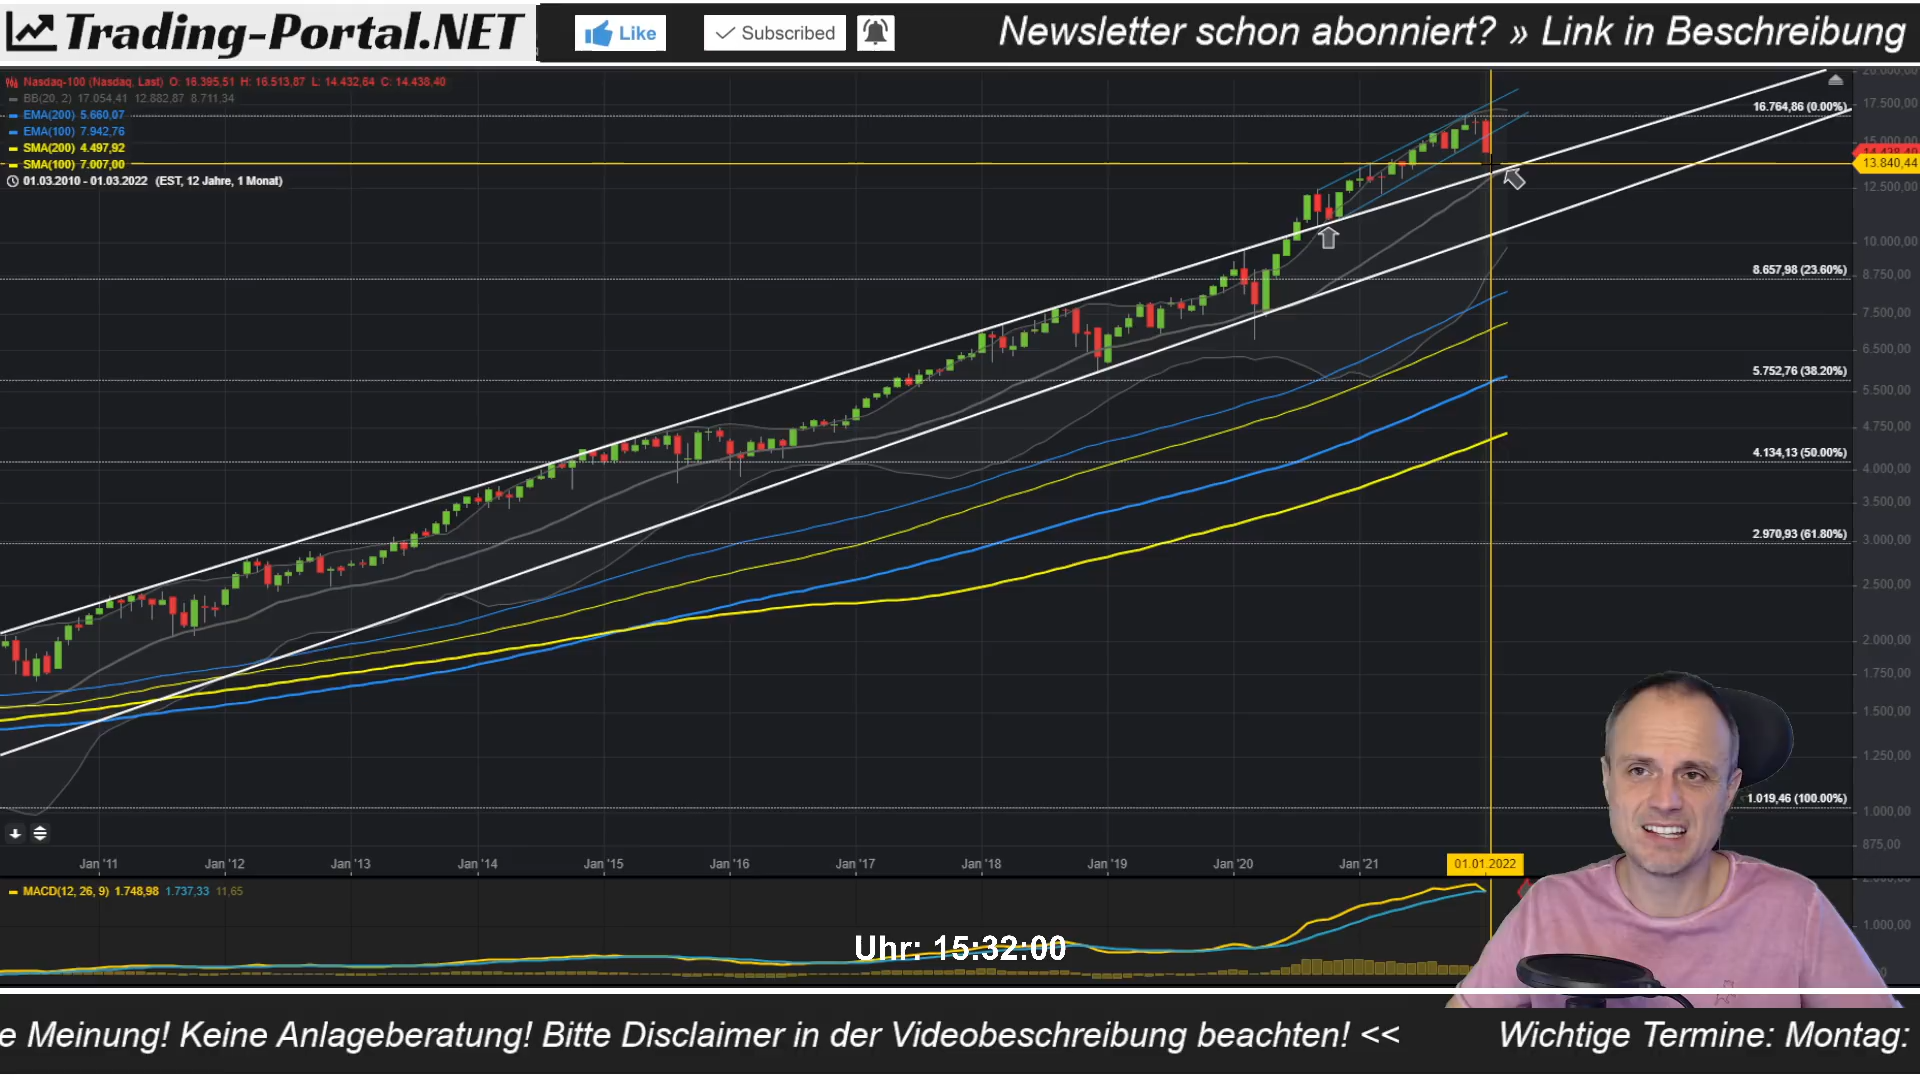 Trading-Portal.NET
Like
Subscribed
Newsletter schon abonniert? » Link in Beschreibung
Nasdaq-100 (Nasdaq, Last) O: 16.395,51 H: 16.513,87 L: 14.432,64 C: 14.438,40
BB(20, 2) 17.054,41 12.882,87 8.711,34
EMA(200) 5.660,07
EMA(100) 7.942,76
SMA(200) 4.497,92
SMA(100) 7.007,00
01.03.2010 - 01.03.2022 (EST, 12 Jahre, 1 Monat)
16.764,86 (0.00%)
8.657,98 (23.60%)
5.752,76 (38.20%)
4.134,13 (50.00%)
2.970,93 (61.80%)
1.019,46 (100.00%)
20.000,00
17.500,00
15.000,00
14.438,40
13.840,44
12.500,00
10.000,00
8.750,00
7.500,00
6.500,00
5.500,00
4.750,00
4.000,00
3.500,00
3.000,00
2.500,00
2.000,00
1.750,00
1.500,00
1.250,00
1.000,00
875,00
Jan '11
Jan '12
Jan '13
Jan '14
Jan '15
Jan '16
Jan '17
Jan '18
Jan '19
Jan '20
Jan '21
01.01.2022
MACD(12, 26, 9) 1.748,98 1.737,33 11,65
1.000,00
Uhr: 15:32:00
e Meinung! Keine Anlageberatung! Bitte Disclaimer in der Videobeschreibung beachten! <<
Wichtige Termine: Montag: